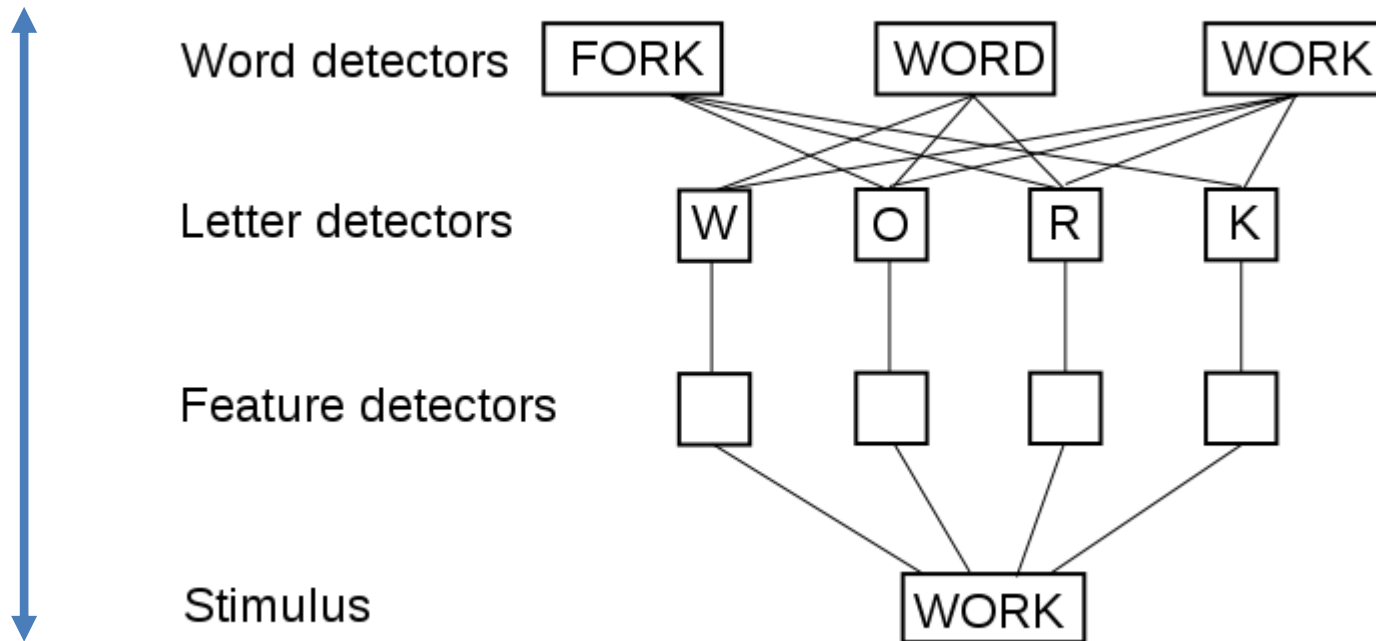 Word detectors FORK WORD WORK
Letter detectors W O R K
Feature detectors
Stimulus WORK